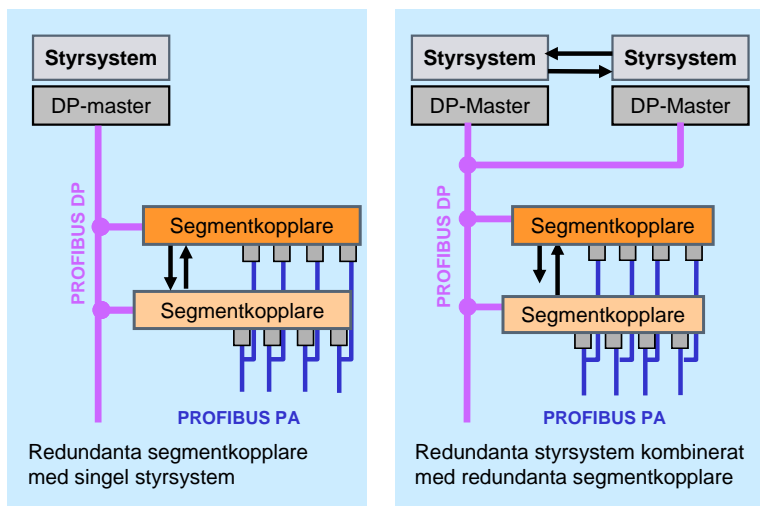 Styrsystem
DP-master
PROFIBUS DP
Segmentkopplare
Segmentkopplare
PROFIBUS PA
Redundanta segmentkopplare
med singel styrsystem
Styrsystem
Styrsystem
DP-Master
DP-Master
PROFIBUS DP
Segmentkopplare
Segmentkopplare
PROFIBUS PA
Redundanta styrsystem kombinerat
med redundanta segmentkopplare